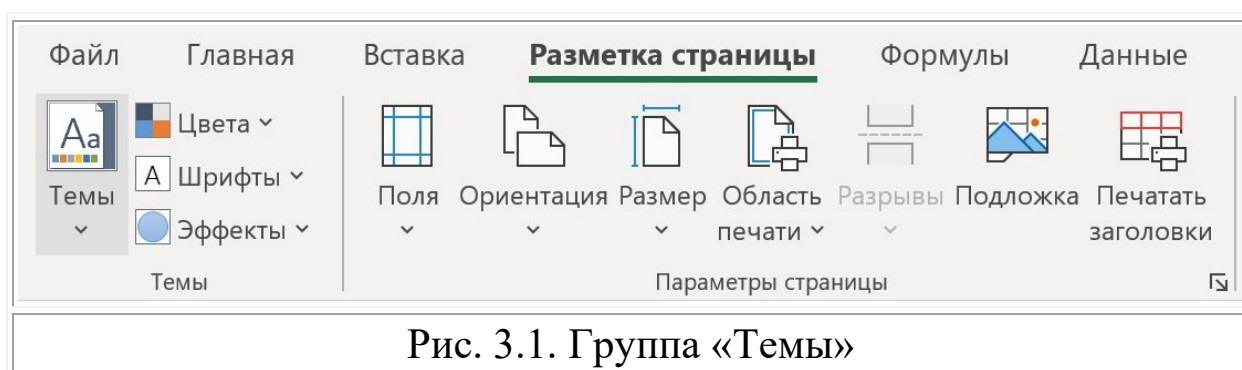 Файл Главная Вставка Разметка страницы Формулы Данные
Aa
Темы
Цвета
A Шрифты
Эффекты
Поля Ориентация Размер Область печати Разрывы Подложка Печатать заголовки
Темы Параметры страницы
Рис. 3.1. Группа «Темы»